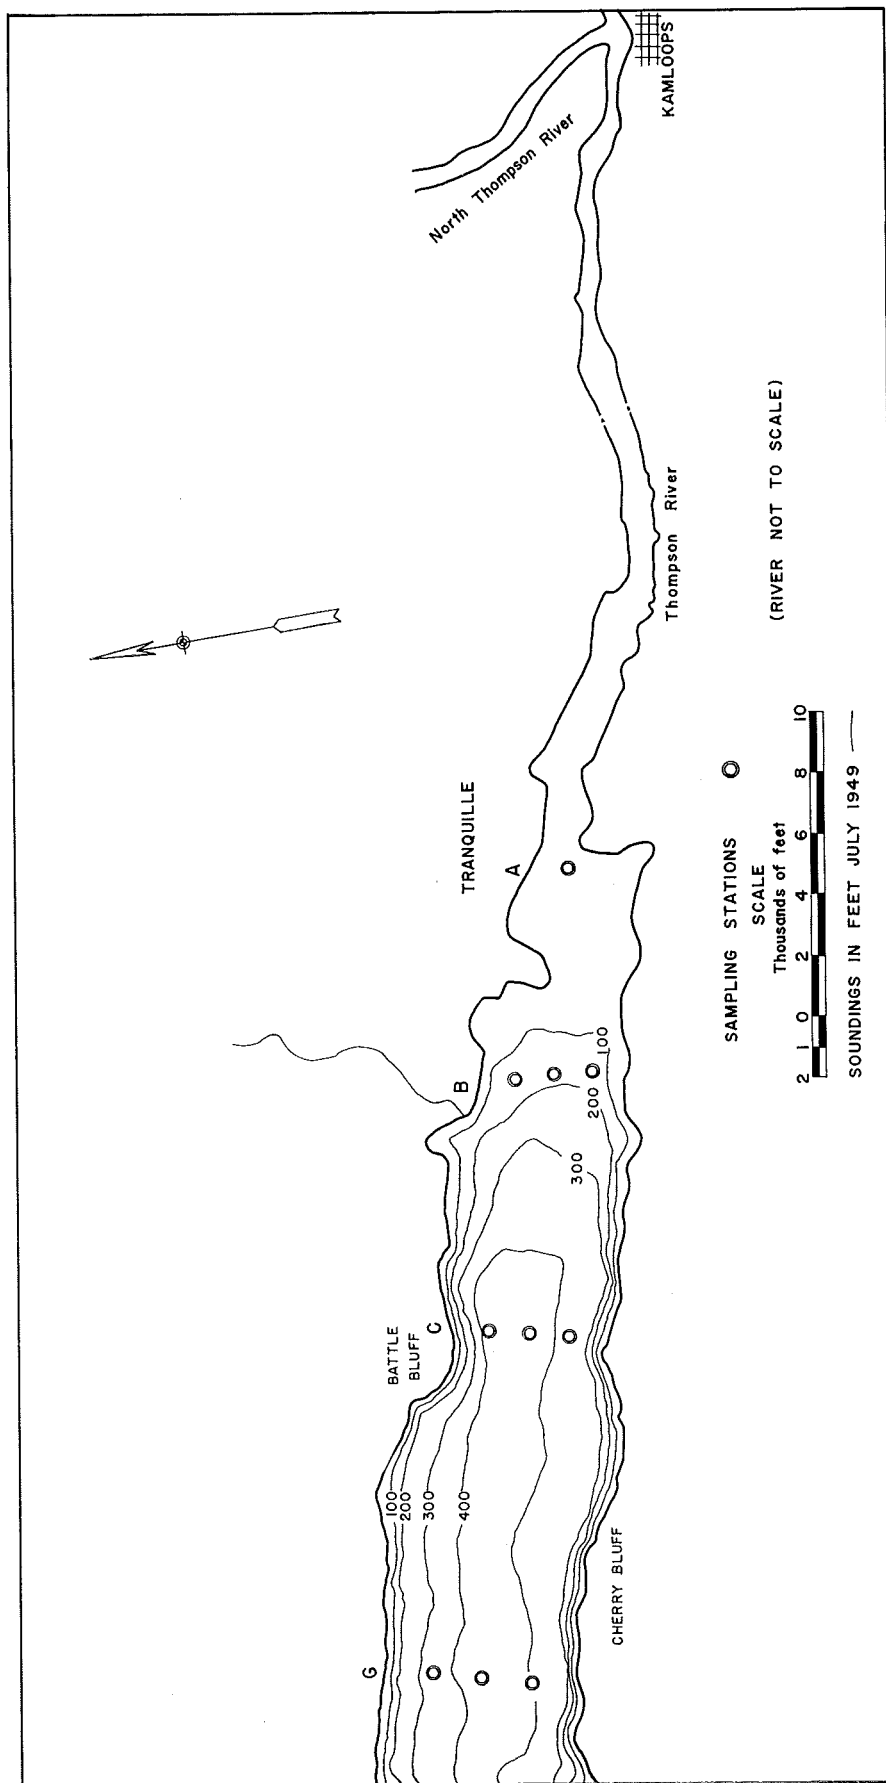 KAMLOOPS
North Thompson River
Thompson River
(RIVER NOT TO SCALE)
TRANQUILLE
A
B
BATTLE
BLUFF
C
G
CHERRY BLUFF
100
200
300
100
200
300
400
SAMPLING STATIONS
SCALE
Thousands of feet
2 1 0 2 4 6 8 10
SOUNDINGS IN FEET JULY 1949